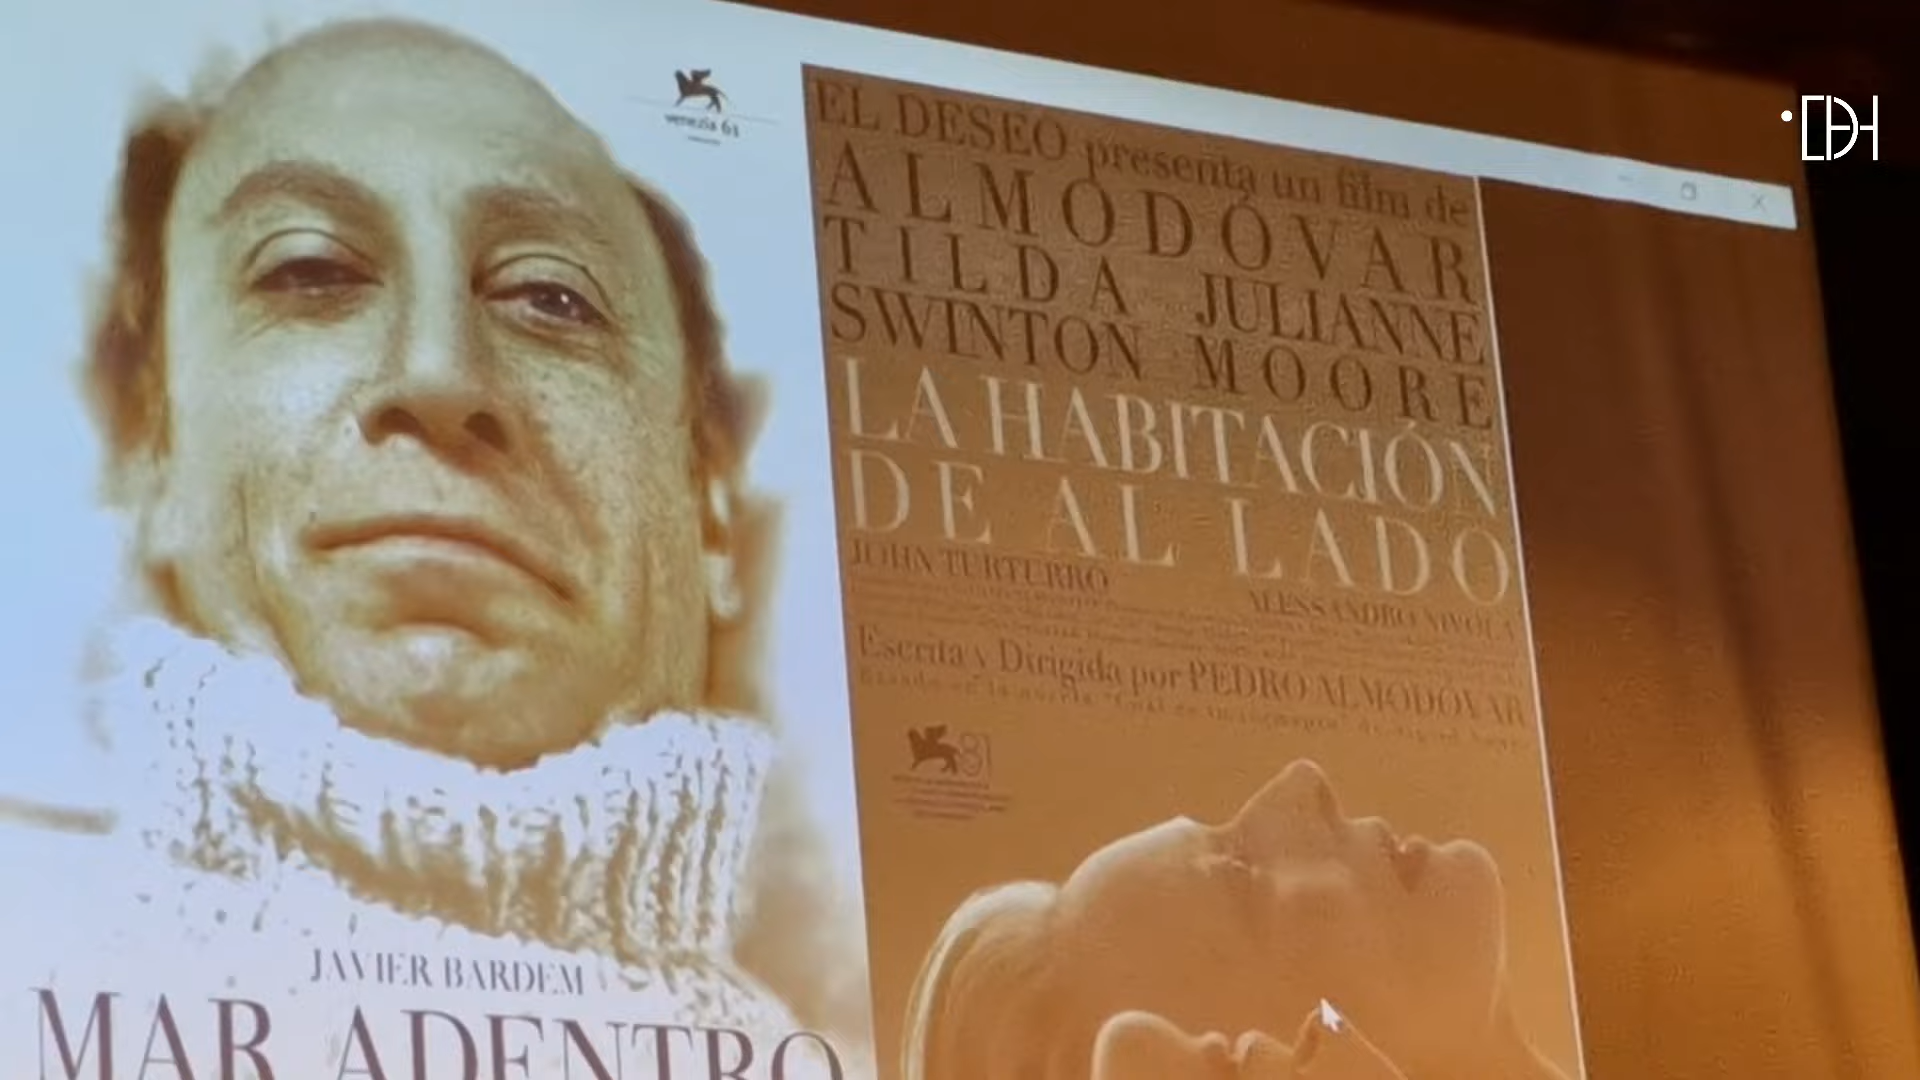 venezia 61
JAVIER BARDEM
MAR ADENTRO
EL DESEO presenta un film de
ALMODÓVAR
TILDA JULIANNE
SWINTON MOORE
LA HABITACIÓN
DE AL LADO
JOHN TURTURRO
ALESSANDRO NIVOLA
Escrita y Dirigida por PEDRO ALMODÓVAR
81